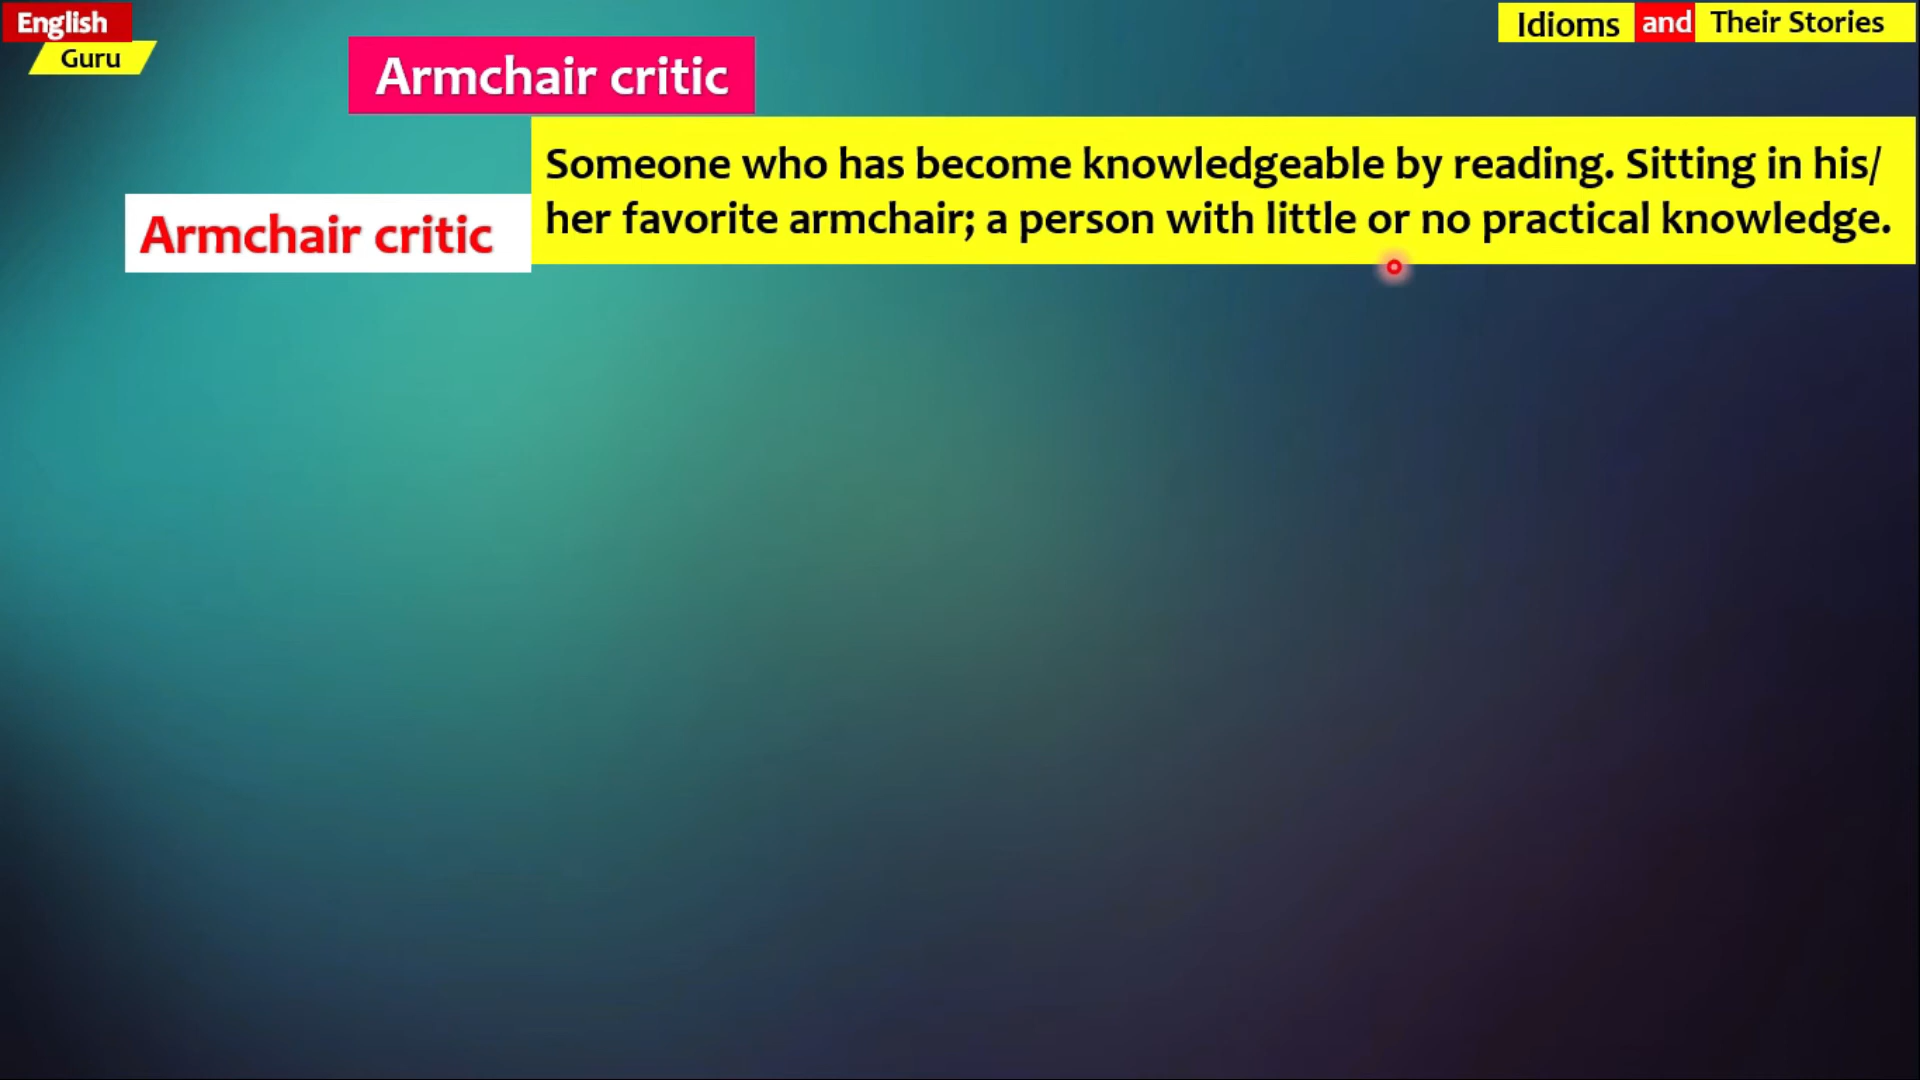 English
Guru
Idioms and Their Stories
Armchair critic
Someone who has become knowledgeable by reading. Sitting in his/
her favorite armchair; a person with little or no practical knowledge.
Armchair critic